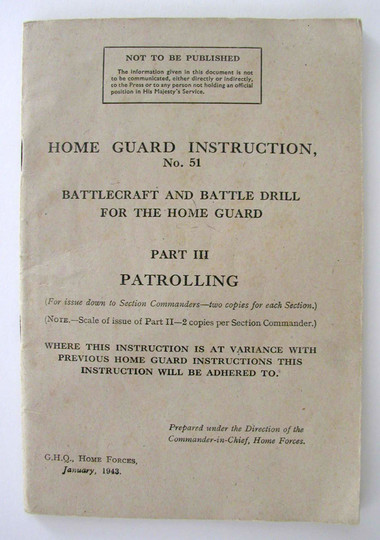 NOT TO BE PUBLISHED
The information given in this document is not
to be communicated, either directly or indirectly,
to the Press or to any person not holding an official
position in His Majesty's Service.
HOME GUARD INSTRUCTION,
No. 51
BATTLECRAFT AND BATTLE DRILL
FOR THE HOME GUARD
PART III
PATROLLING
(For issue down to Section Commanders—two copies for each Section.)
(NOTE.—Scale of issue of Part II—2 copies per Section Commander.)
WHERE THIS INSTRUCTION IS AT VARIANCE WITH
PREVIOUS HOME GUARD INSTRUCTIONS THIS
INSTRUCTION WILL BE ADHERED TO.
Prepared under the Direction of the
Commander-in-Chief, Home Forces.
G.H.Q., HOME FORCES,
January, 1943.